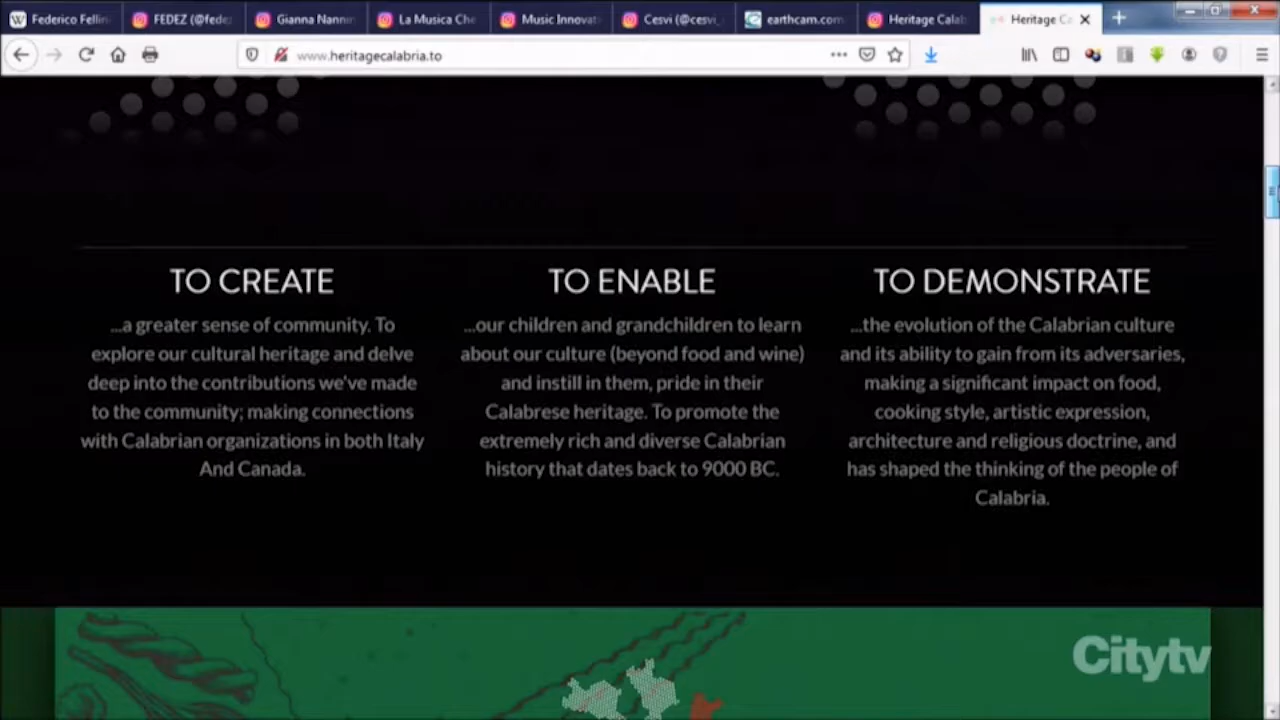 Federico Fellin
FEDEZ (@fedez
Gianna Nannin
La Musica Che
Music Innovat
Cesvi (@cesvi_
earthcam.com
Heritage Calab
Heritage Ca
www.heritagecalabria.to
TO CREATE
...a greater sense of community. To
explore our cultural heritage and delve
deep into the contributions we've made
to the community; making connections
with Calabrian organizations in both Italy
And Canada.
TO ENABLE
...our children and grandchildren to learn
about our culture (beyond food and wine)
and instill in them, pride in their
Calabrese heritage. To promote the
extremely rich and diverse Calabrian
history that dates back to 9000 BC.
TO DEMONSTRATE
...the evolution of the Calabrian culture
and its ability to gain from its adversaries,
making a significant impact on food,
cooking style, artistic expression,
architecture and religious doctrine, and
has shaped the thinking of the people of
Calabria.
Citytv